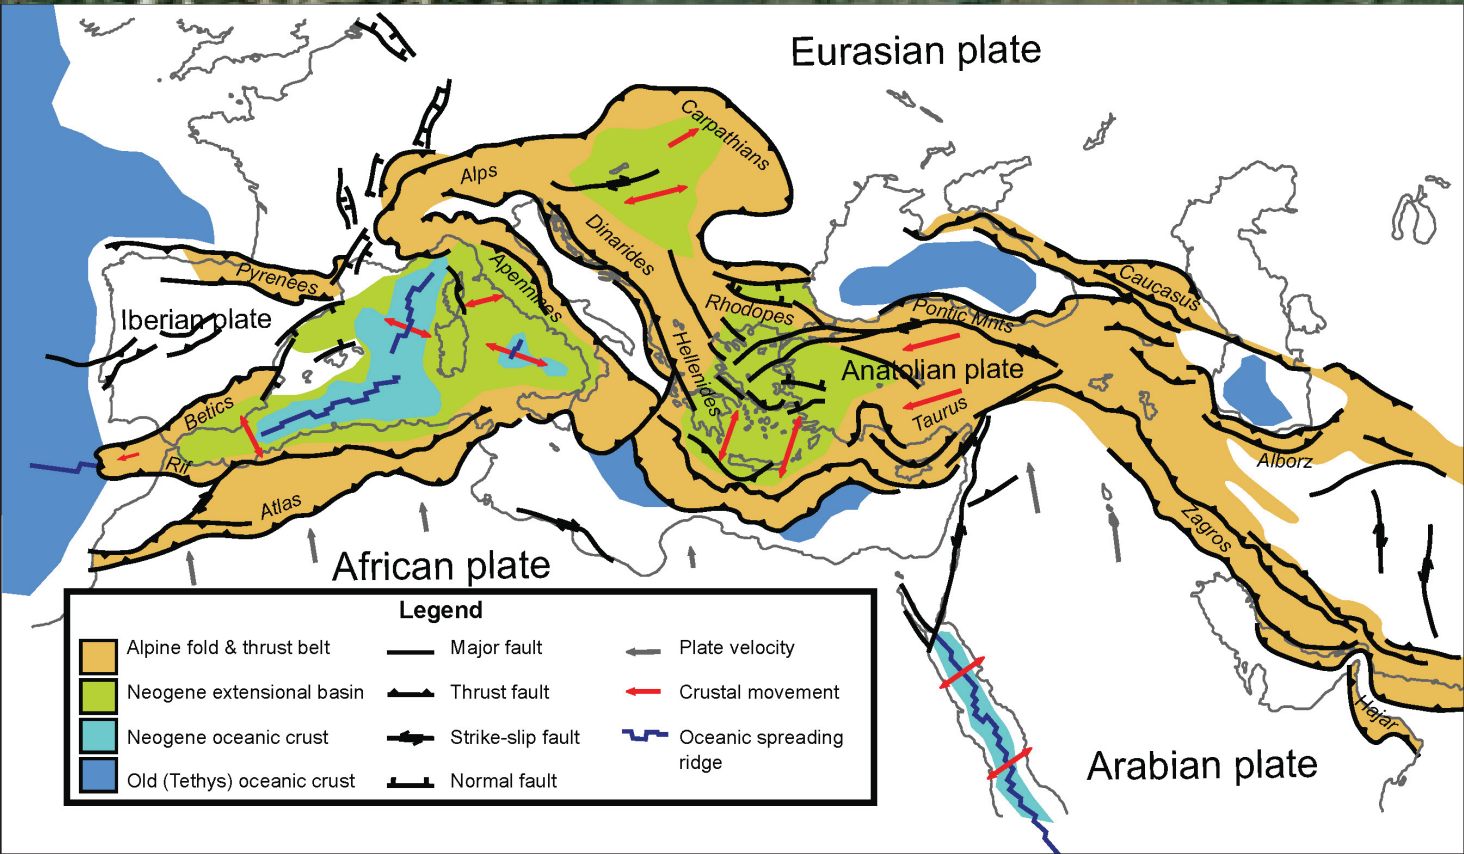 Eurasian plate
Carpathians
Alps
Dinarides
Pyrenees
Apennines
Caucasus
Iberian plate
Rhodopes
Pontic Mnts
Hellenides
Anatolian plate
Betics
Taurus
Rif
Alborz
Atlas
Zagros
African plate
Hajar
Arabian plate
Legend
Alpine fold & thrust belt
Major fault
Plate velocity
Neogene extensional basin
Thrust fault
Crustal movement
Neogene oceanic crust
Strike-slip fault
Oceanic spreading
ridge
Old (Tethys) oceanic crust
Normal fault